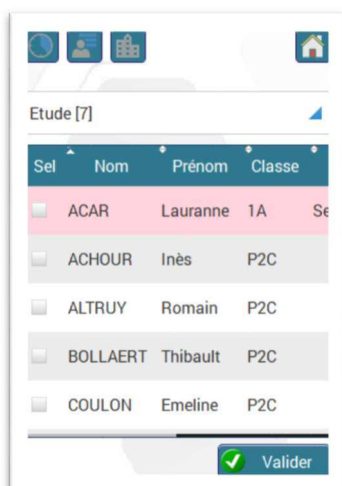 Etude [7]
Sel Nom Prénom Classe
ACAR Lauranne 1A Se
ACHOUR Inès P2C
ALTRUY Romain P2C
BOLLAERT Thibault P2C
COULON Emeline P2C
Valider